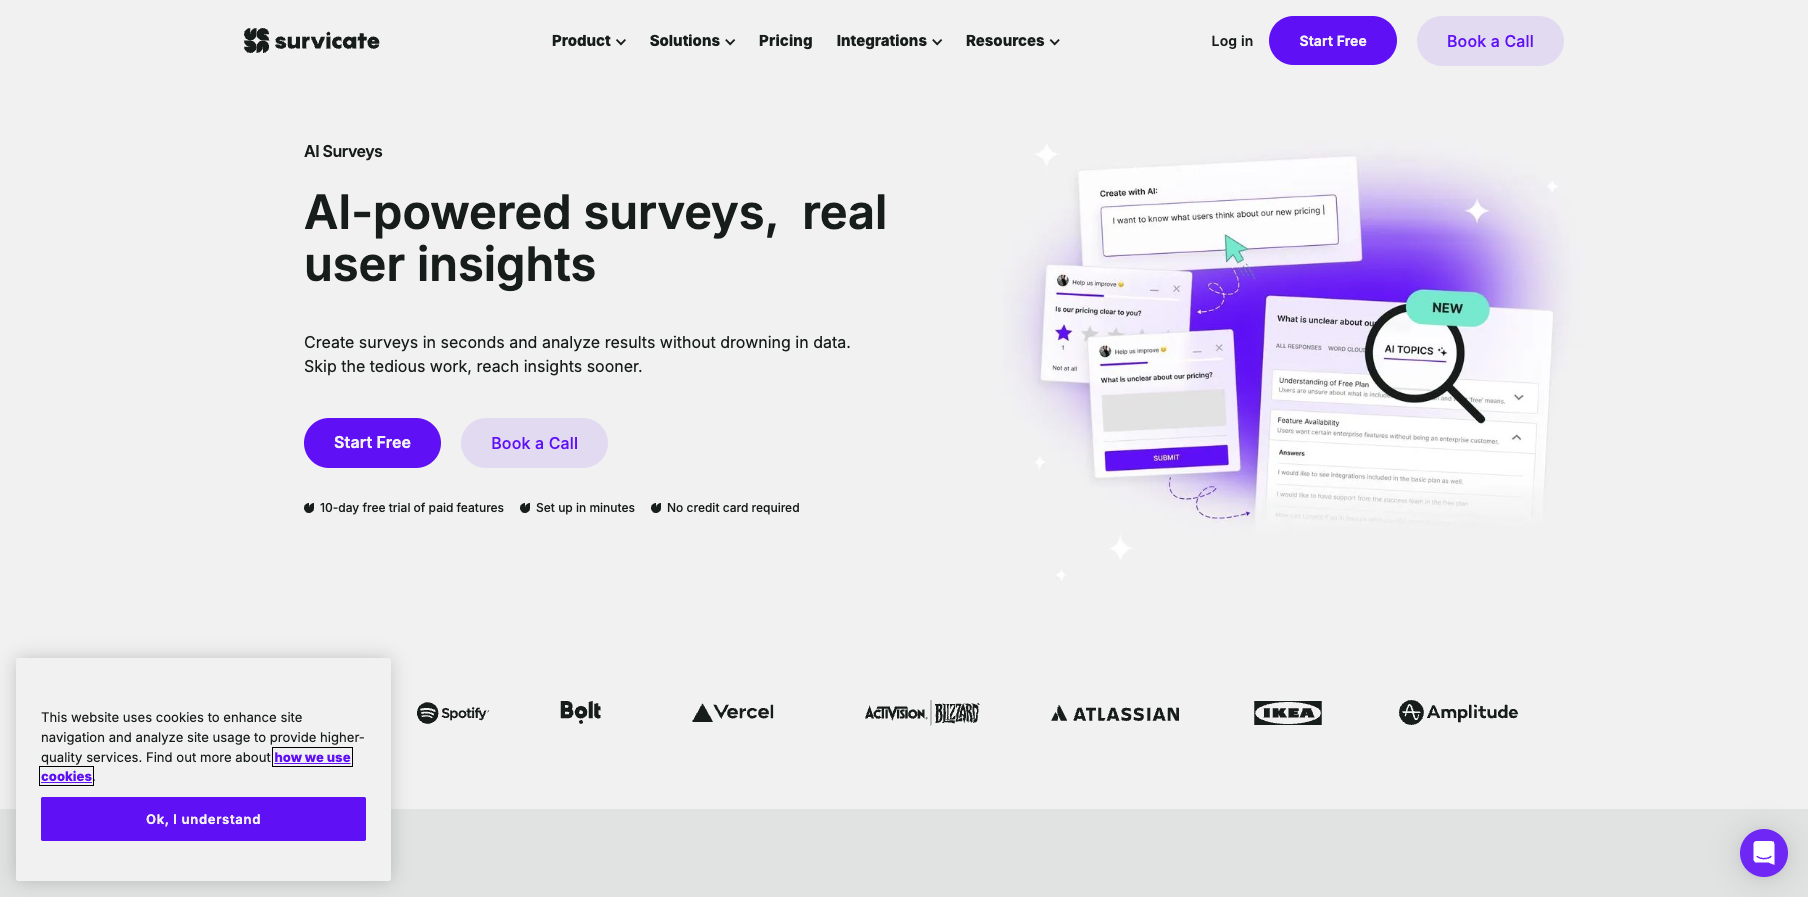 survicate
Product
Solutions
Pricing
Integrations
Resources
Log in
Start Free
Book a Call
AI Surveys
AI-powered surveys, real
user insights
Create surveys in seconds and analyze results without drowning in data.
Skip the tedious work, reach insights sooner.
Start Free
Book a Call
10-day free trial of paid features
Set up in minutes
No credit card required
Create with AI:
I want to know what users think about our new pricing
Help us improve
Is our pricing clear to you?
1
Not at all
Help us improve
What is unclear about our pricing?
SUBMIT
NEW
What is unclear about ou
ALL RESPONSES WORD CLOUD
AI TOPICS
Understanding of Free Plan
Users are unsure about what is include
Feature Availability
Users want certain enterprise features without being an enterprise customer.
Answers
I would like to see integrations included in the basic plan as well.
I would like to have support from the success team in the free plan
Spotify
Bolt
Vercel
ACTIVISION BLIZZARD
ATLASSIAN
IKEA
Amplitude
This website uses cookies to enhance site
navigation and analyze site usage to provide higher-
quality services. Find out more about how we use
cookies.
Ok, I understand